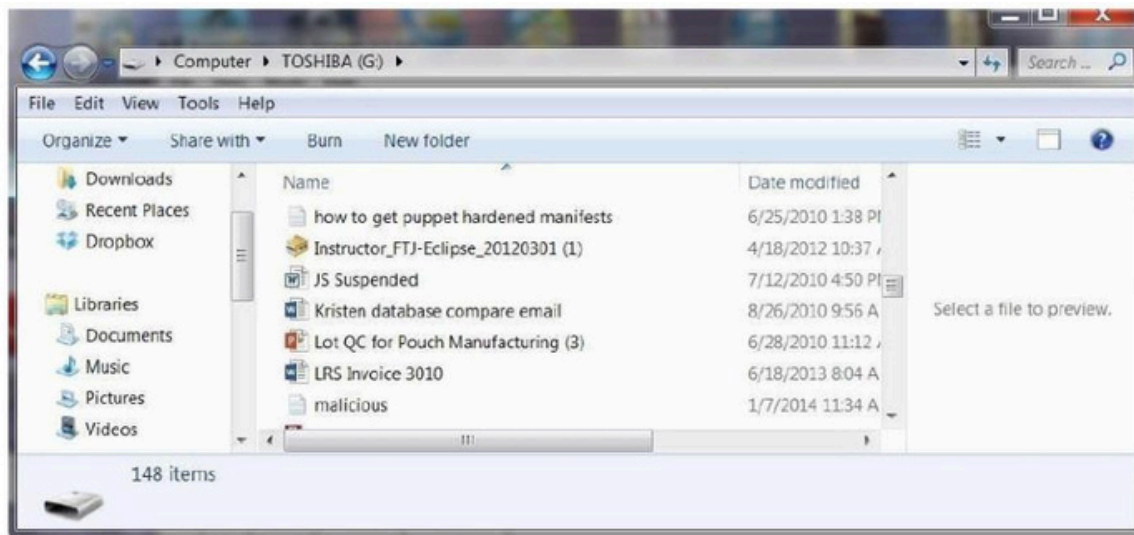 Computer ▸ TOSHIBA (G:) ▸ Search ...
File Edit View Tools Help
Organize ▾ Share with ▾ Burn New folder
Downloads
Recent Places
Dropbox
Libraries
Documents
Music
Pictures
Videos
Name Date modified
how to get puppet hardened manifests 6/25/2010 1:38 P
Instructor_FTJ-Eclipse_20120301 (1) 4/18/2012 10:37
JS Suspended 7/12/2010 4:50 P
Kristen database compare email 8/26/2010 9:56 A
Lot QC for Pouch Manufacturing (3) 6/28/2010 11:12
LRS Invoice 3010 6/18/2013 8:04 A
malicious 1/7/2014 11:34 A
Select a file to preview.
148 items